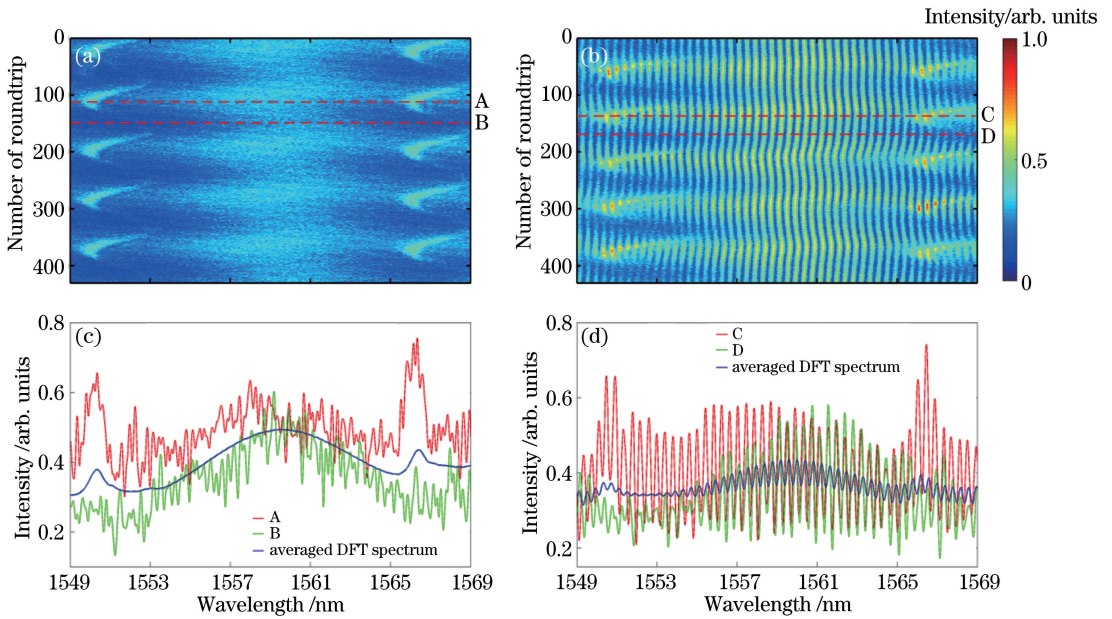 Intensity/arb. units
0
100
200
300
400
Number of roundtrip
(a)
A
B
0
100
200
300
400
Number of roundtrip
(b)
C
D
1.0
0.5
0
0.8
0.6
0.4
0.2
Intensity /arb. units
(c)
A
B
averaged DFT spectrum
1549
1553
1557
1561
1565
1569
Wavelength /nm
0.8
0.6
0.4
0.2
Intensity /arb. units
(d)
C
D
averaged DFT spectrum
1549
1553
1557
1561
1565
1569
Wavelength /nm